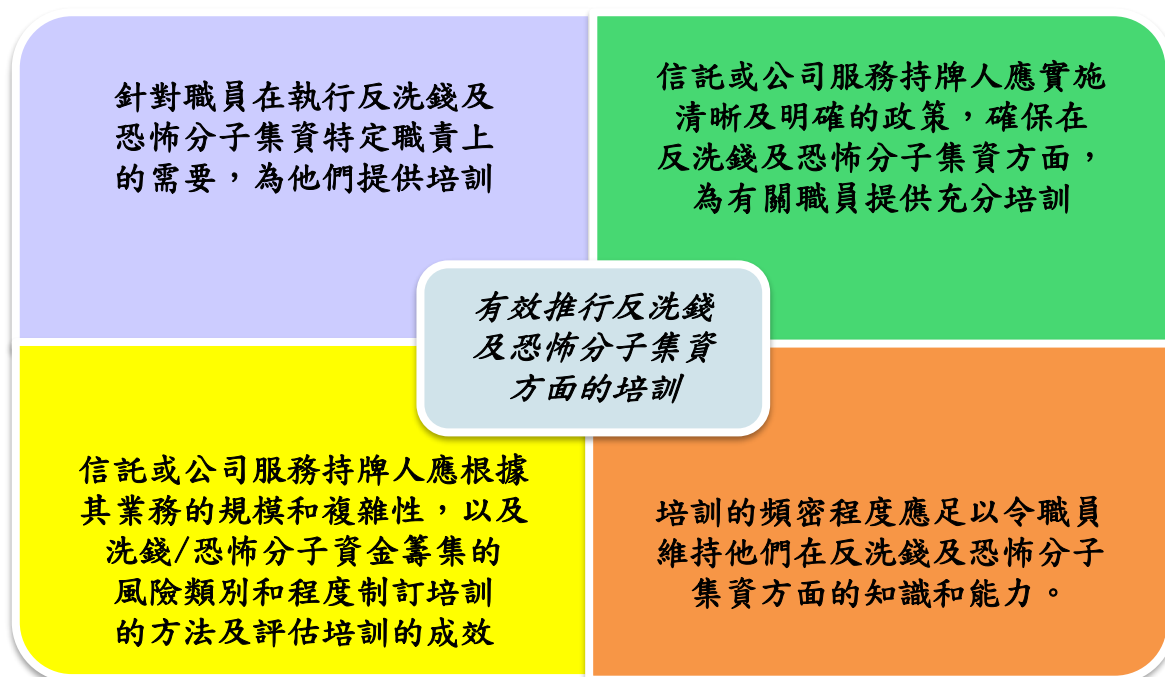 針對職員在執行反洗錢及
恐怖分子集資特定職責上
的需要，為他們提供培訓
信託或公司服務持牌人應實施
清晰及明確的政策，確保在
反洗錢及恐怖分子集資方面，
為有關職員提供充分培訓
有效推行反洗錢
及恐怖分子集資
方面的培訓
信託或公司服務持牌人應根據
其業務的規模和複雜性，以及
洗錢/恐怖分子資金籌集的
風險類別和程度制訂培訓
的方法及評估培訓的成效
培訓的頻密程度應足以令職員
維持他們在反洗錢及恐怖分子
集資方面的知識和能力。